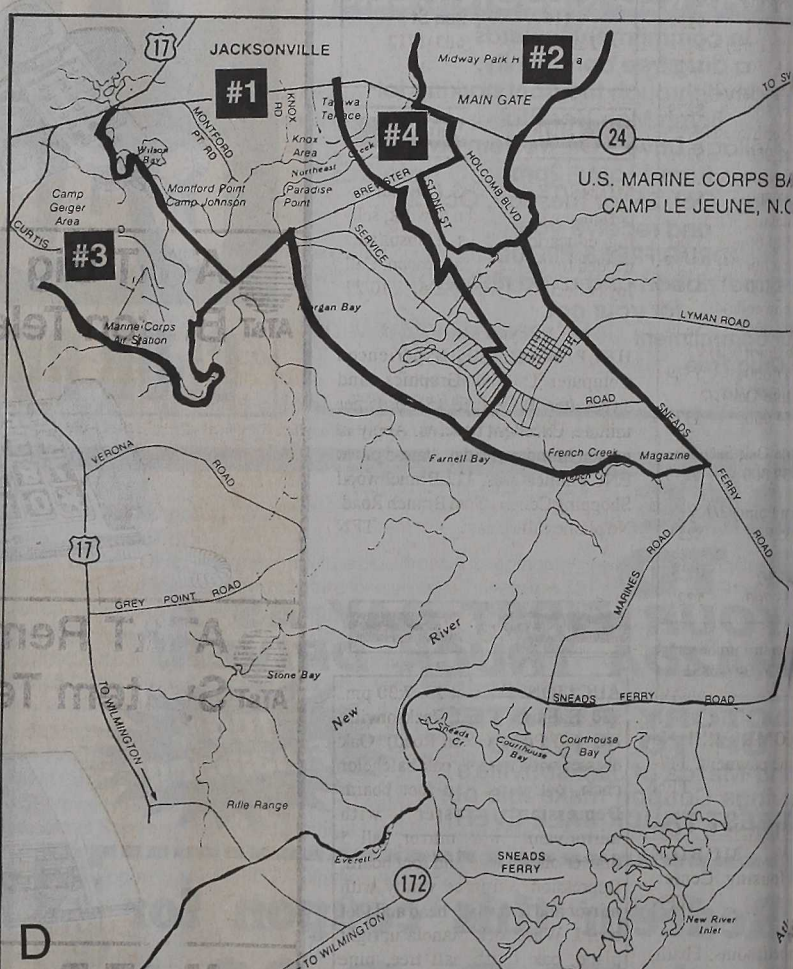 17
JACKSONVILLE
Midway Park H
#2
a
#1
MAIN GATE
KNOX RD
MONTFORD PT RD
#4
24
Knox
Area
Creek
Wilson
Bay
Northeast
HOLCOMB BLVD
U.S. MARINE CORPS BA
CAMP LE JEUNE, N.C
Camp
Geiger
Area
Montford Point
Camp Johnson
Paradise
Point
BREWSTER
STONE ST
CURTIS
#3
SERVICE
Morgan Bay
Marine Corps
Air Station
LYMAN ROAD
ROAD
SNEADS FERRY ROAD
Farnell Bay
French Creek
Magazine
VERONA ROAD
17
MARINES ROAD
GREY POINT ROAD
River
Stone Bay
New
SNEADS FERRY ROAD
TO WILMINGTON
Sneads
Cr
Courthouse
Bay
Courthouse
Bay
Rifle Range
Everett
SNEADS
FERRY
172
New River
Inlet
D
TO WILMINGTON